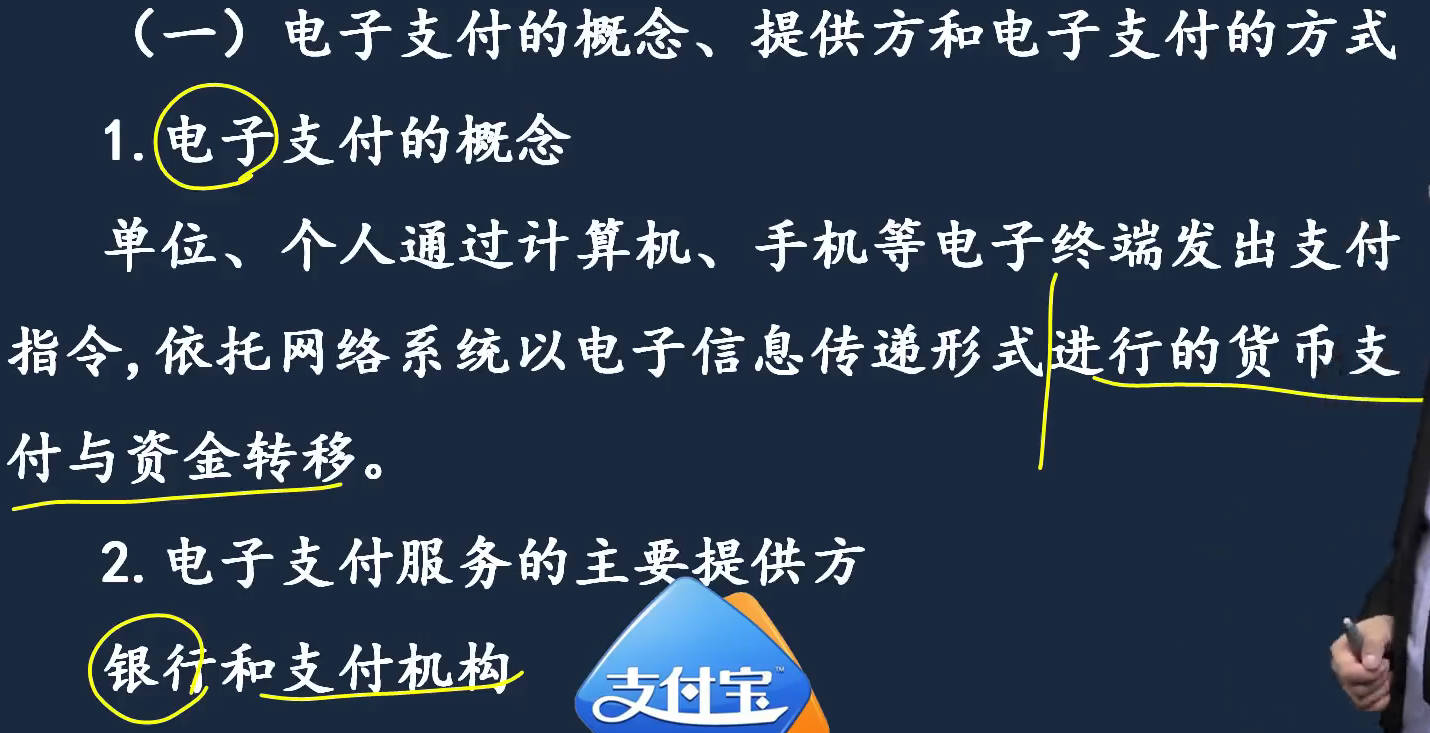 （一）电子支付的概念、提供方和电子支付的方式
1.电子支付的概念
单位、个人通过计算机、手机等电子终端发出支付
指令,依托网络系统以电子信息传递形式进行的货币支
付与资金转移。
2.电子支付服务的主要提供方
银行和支付机构
支付宝™